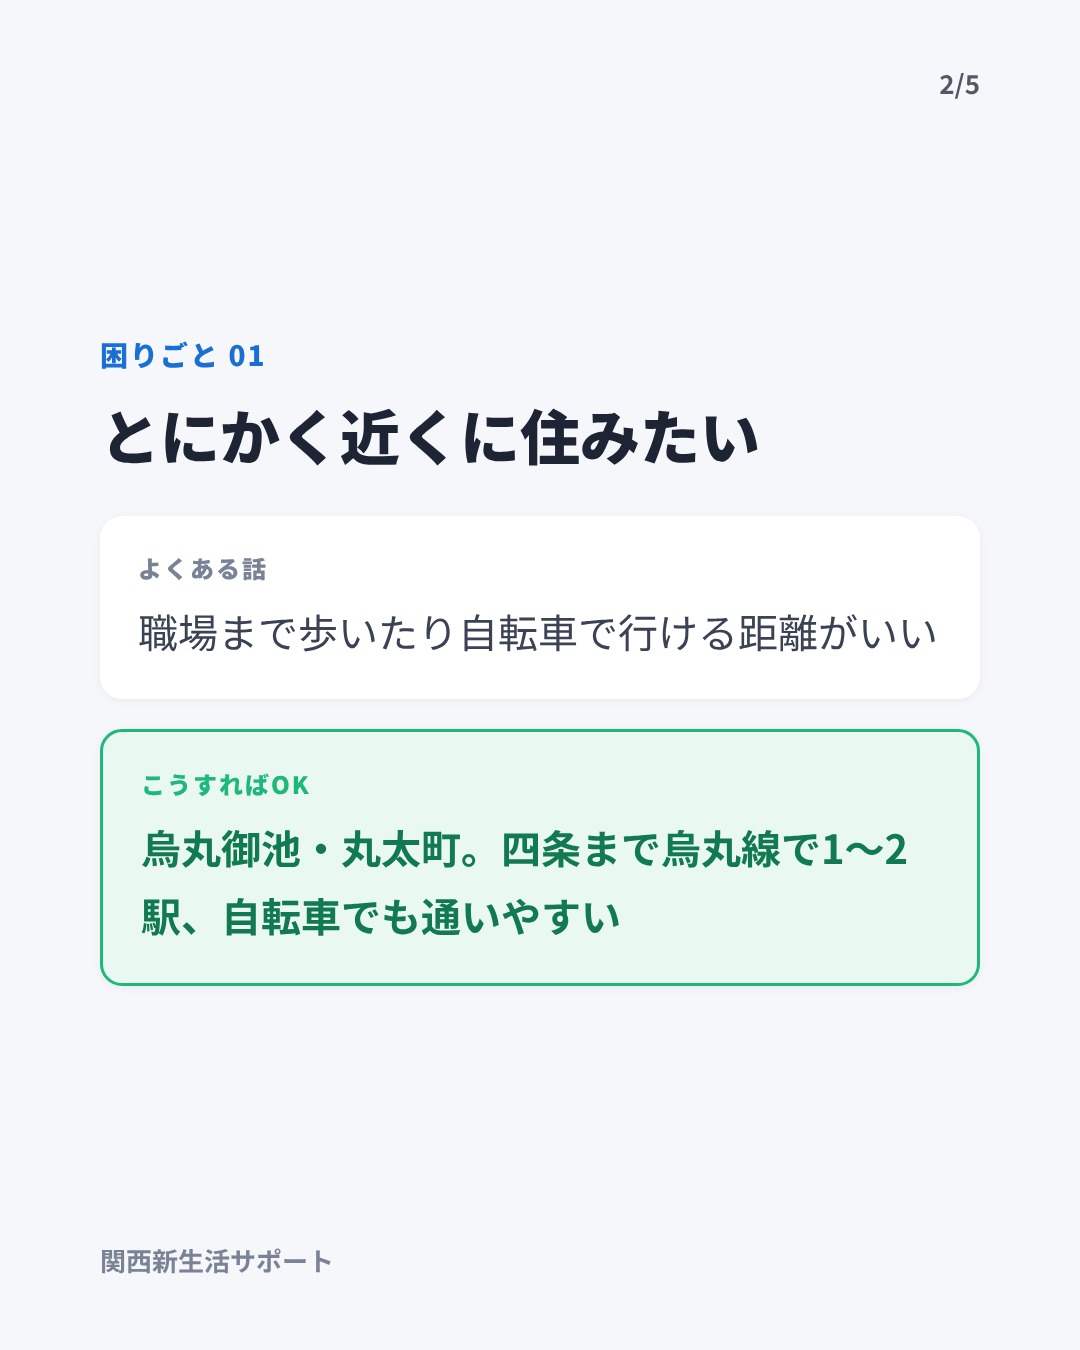 2/5
困りごと 01
とにかく近くに住みたい
よくある話
職場まで歩いたり自転車で行ける距離がいい
こうすればOK
烏丸御池・丸太町。四条まで烏丸線で1〜2
駅、自転車でも通いやすい
関西新生活サポート